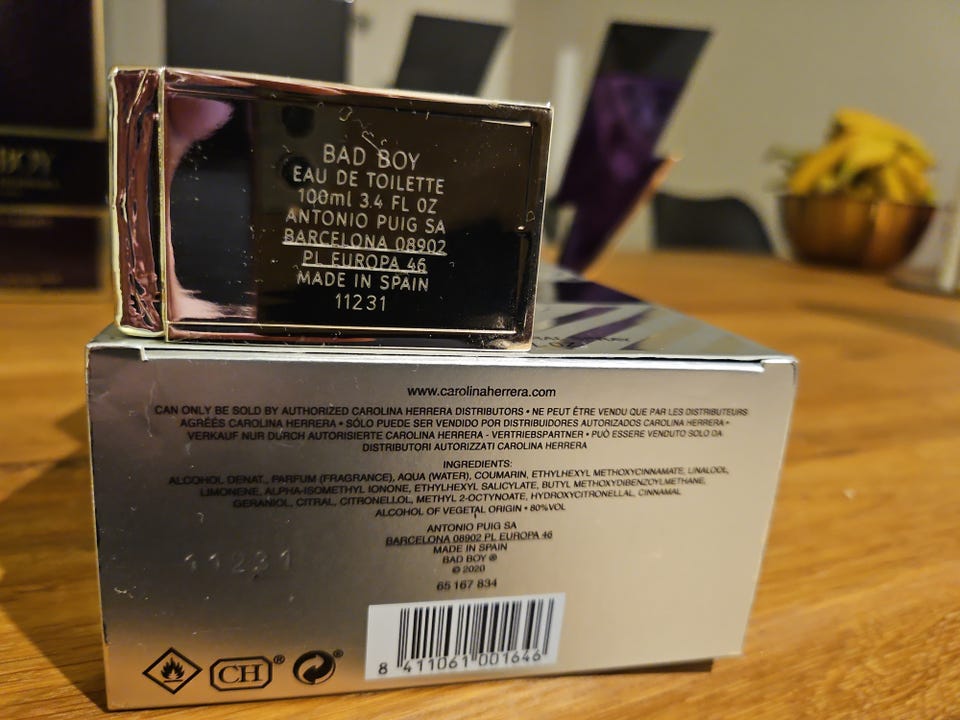 BOY
BAD BOY
EAU DE TOILETTE
100ml 3.4 FL OZ
ANTONIO PUIG SA
BARCELONA 08902
PL EUROPA 46
MADE IN SPAIN
11231
www.carolinaherrera.com
CAN ONLY BE SOLD BY AUTHORIZED CAROLINA HERRERA DISTRIBUTORS • NE PEUT ÊTRE VENDU QUE PAR LES DISTRIBUTEURS
AGRÉÉS CAROLINA HERRERA • SÓLO PUEDE SER VENDIDO POR DISTRIBUIDORES AUTORIZADOS CAROLINA HERRERA •
VERKAUF NUR DURCH AUTORISIERTE CAROLINA HERRERA - VERTRIEBSPARTNER • PUÒ ESSERE VENDUTO SOLO DA
DISTRIBUTORI AUTORIZZATI CAROLINA HERRERA
INGREDIENTS:
ALCOHOL DENAT., PARFUM (FRAGRANCE), AQUA (WATER), COUMARIN, ETHYLHEXYL METHOXYCINNAMATE, LINALOOL,
LIMONENE, ALPHA-ISOMETHYL IONONE, ETHYLHEXYL SALICYLATE, BUTYL METHOXYDIBENZOYLMETHANE,
GERANIOL, CITRAL, CITRONELLOL, METHYL 2-OCTYNOATE, HYDROXYCITRONELLAL, CINNAMAL
ALCOHOL OF VEGETAL ORIGIN • 80%VOL
ANTONIO PUIG SA
BARCELONA 08902 PL EUROPA 46
MADE IN SPAIN
BAD BOY ®
© 2020
65167834
11231
CH®
®
8 411061 001646